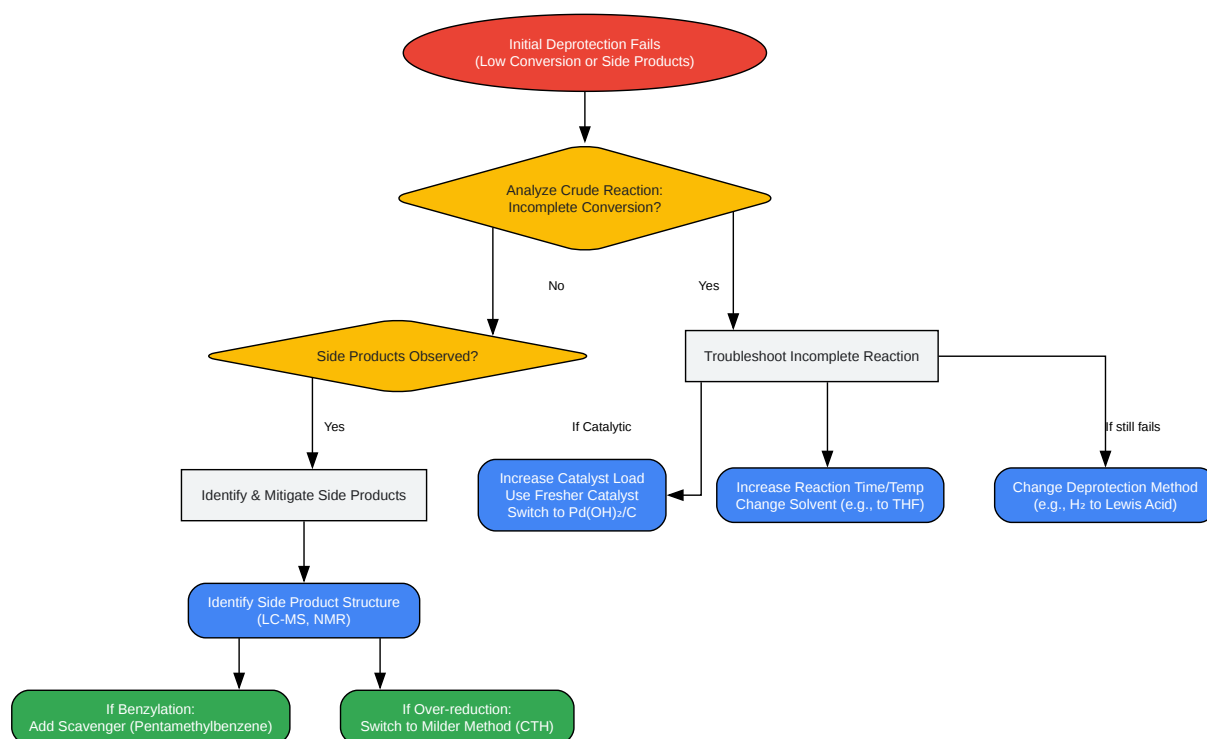 Initial Deprotection Fails
(Low Conversion or Side Products)
Analyze Crude Reaction:
Incomplete Conversion?
No
Yes
Side Products Observed?
Troubleshoot Incomplete Reaction
Yes
If Catalytic
If still fails
Identify & Mitigate Side Products
Increase Catalyst Load
Use Fresher Catalyst
Switch to Pd(OH)₂/C
Increase Reaction Time/Temp
Change Solvent (e.g., to THF)
Change Deprotection Method
(e.g., H₂ to Lewis Acid)
Identify Side Product Structure
(LC-MS, NMR)
If Benzylation:
Add Scavenger (Pentamethylbenzene)
If Over-reduction:
Switch to Milder Method (CTH)